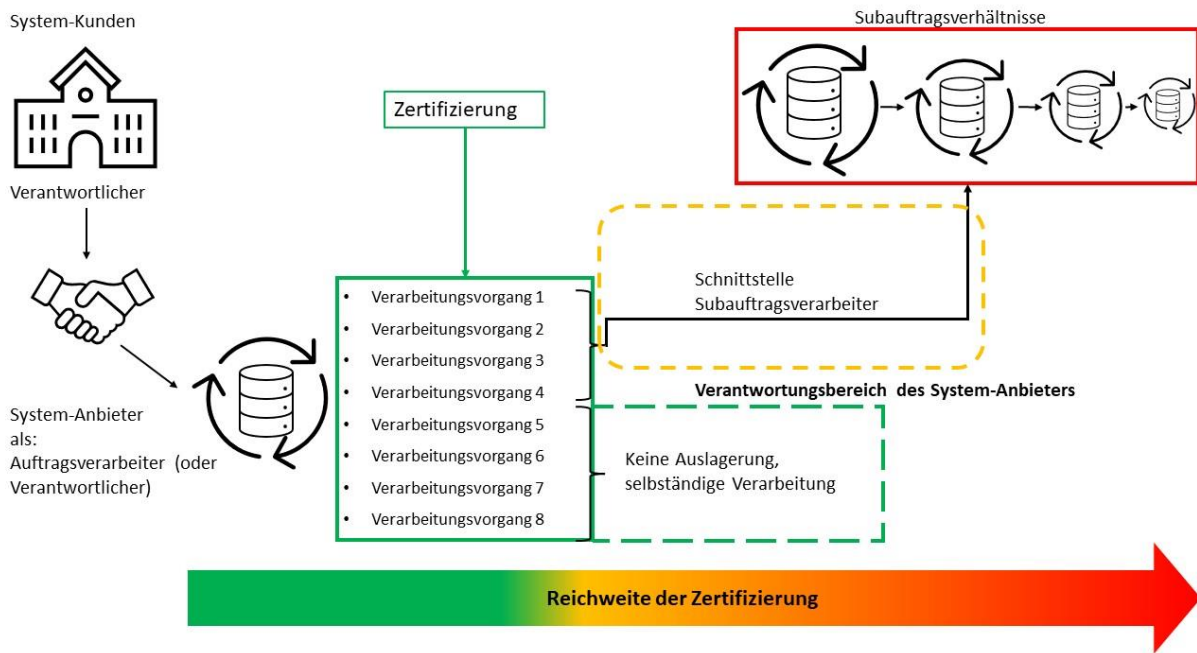 System-Kunden
Verantwortlicher
System-Anbieter
als:
Auftragsverarbeiter (oder
Verantwortlicher)
Zertifizierung
• Verarbeitungsvorgang 1
• Verarbeitungsvorgang 2
• Verarbeitungsvorgang 3
• Verarbeitungsvorgang 4
• Verarbeitungsvorgang 5
• Verarbeitungsvorgang 6
• Verarbeitungsvorgang 7
• Verarbeitungsvorgang 8
Subauftragsverhältnisse
Schnittstelle
Subauftragsverarbeiter
Verantwortungsbereich des System-Anbieters
Keine Auslagerung,
selbständige Verarbeitung
Reichweite der Zertifizierung